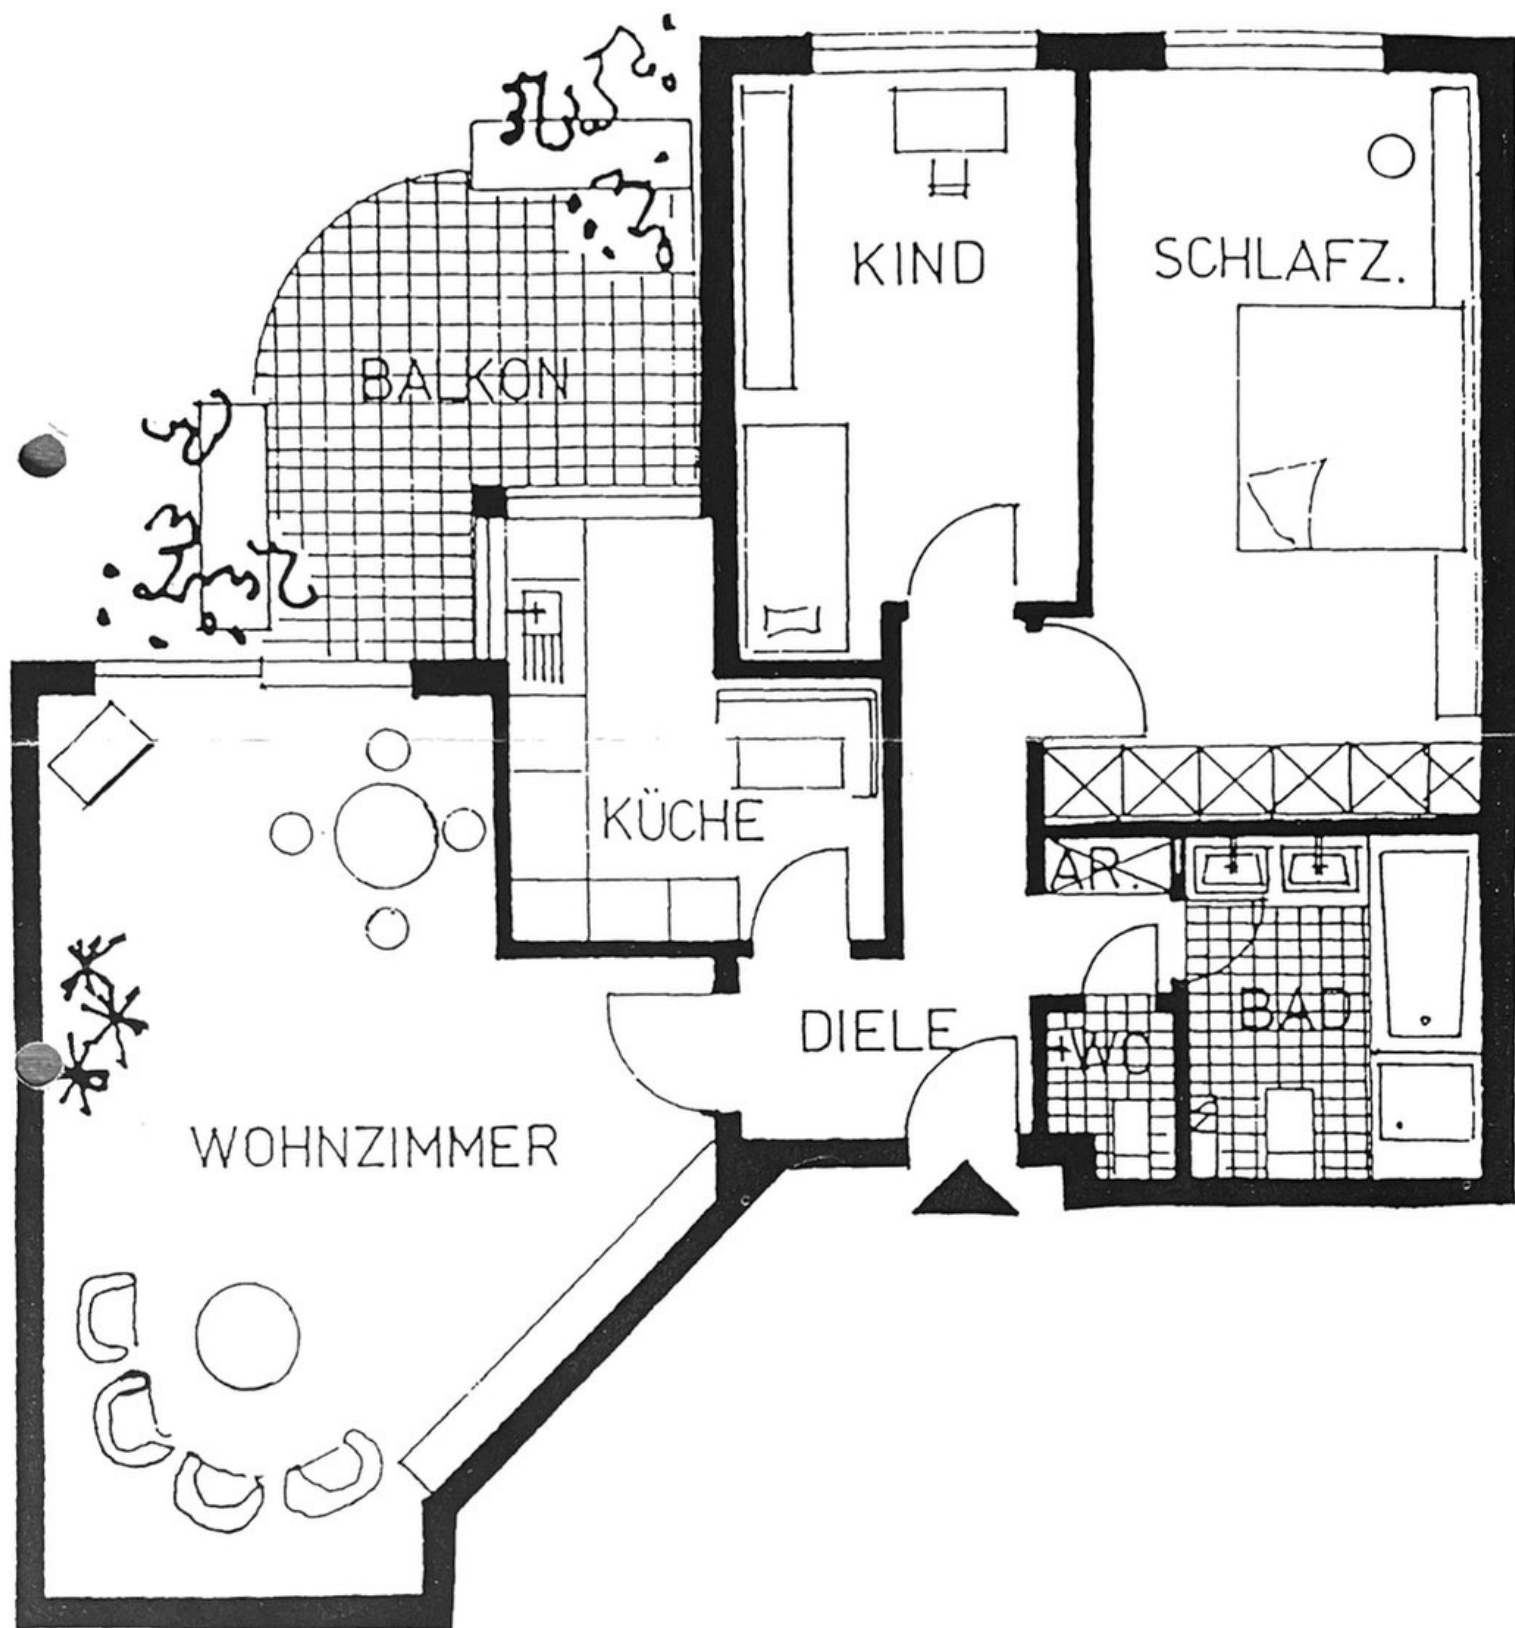 KIND
SCHLAFZ.
BALKON
KÜCHE
AR.
DIELE
BAD
WC
WOHNZIMMER